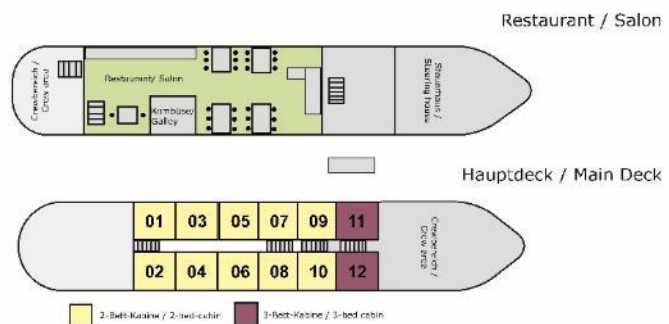 Restaurant / Salon
Crewbereich /
Crow area
Restaurant/ Salon
Kombüse/
Galley
Steuerhaus /
Steering house
Hauptdeck / Main Deck
01 03 05 07 09 11
02 04 06 08 10 12
Crewbereich /
Crow area
2-Bett-Kabine / 2-bed-cabin
3-Bett-Kabine / 3-bed cabin